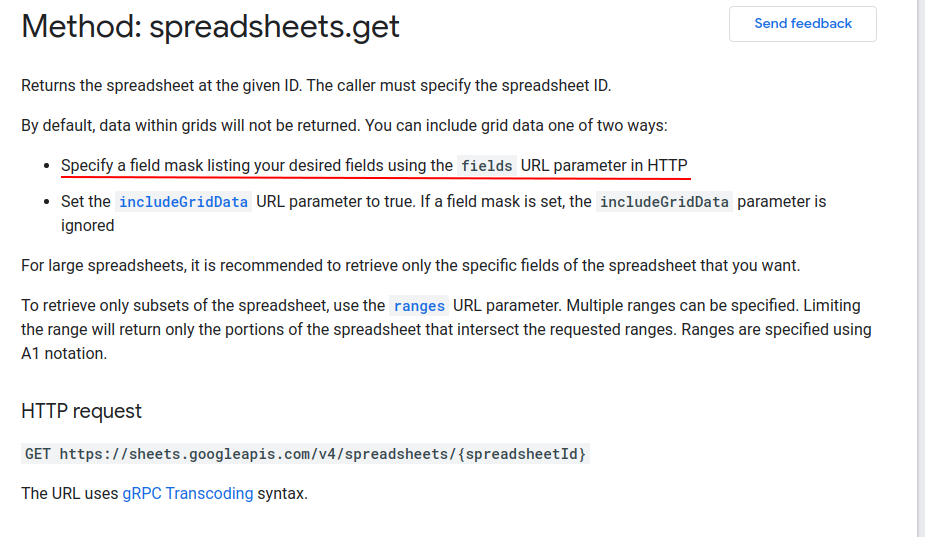 Method: spreadsheets.get
Send feedback
Returns the spreadsheet at the given ID. The caller must specify the spreadsheet ID.
By default, data within grids will not be returned. You can include grid data one of two ways:
• Specify a field mask listing your desired fields using the fields URL parameter in HTTP
• Set the includeGridData URL parameter to true. If a field mask is set, the includeGridData parameter is
ignored
For large spreadsheets, it is recommended to retrieve only the specific fields of the spreadsheet that you want.
To retrieve only subsets of the spreadsheet, use the ranges URL parameter. Multiple ranges can be specified. Limiting
the range will return only the portions of the spreadsheet that intersect the requested ranges. Ranges are specified using
A1 notation.
HTTP request
GET https://sheets.googleapis.com/v4/spreadsheets/{spreadsheetId}
The URL uses gRPC Transcoding syntax.